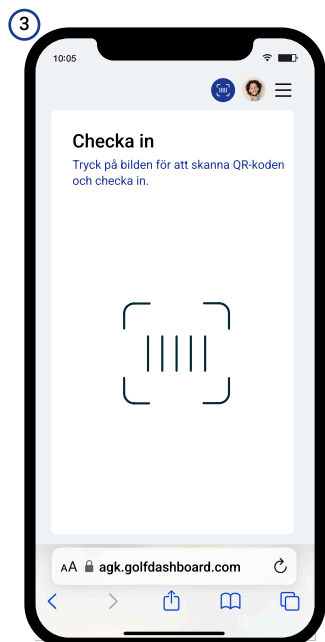 3
10:05
Checka in
Tryck på bilden för att skanna QR-koden
och checka in.
AA agk.golfdashboard.com